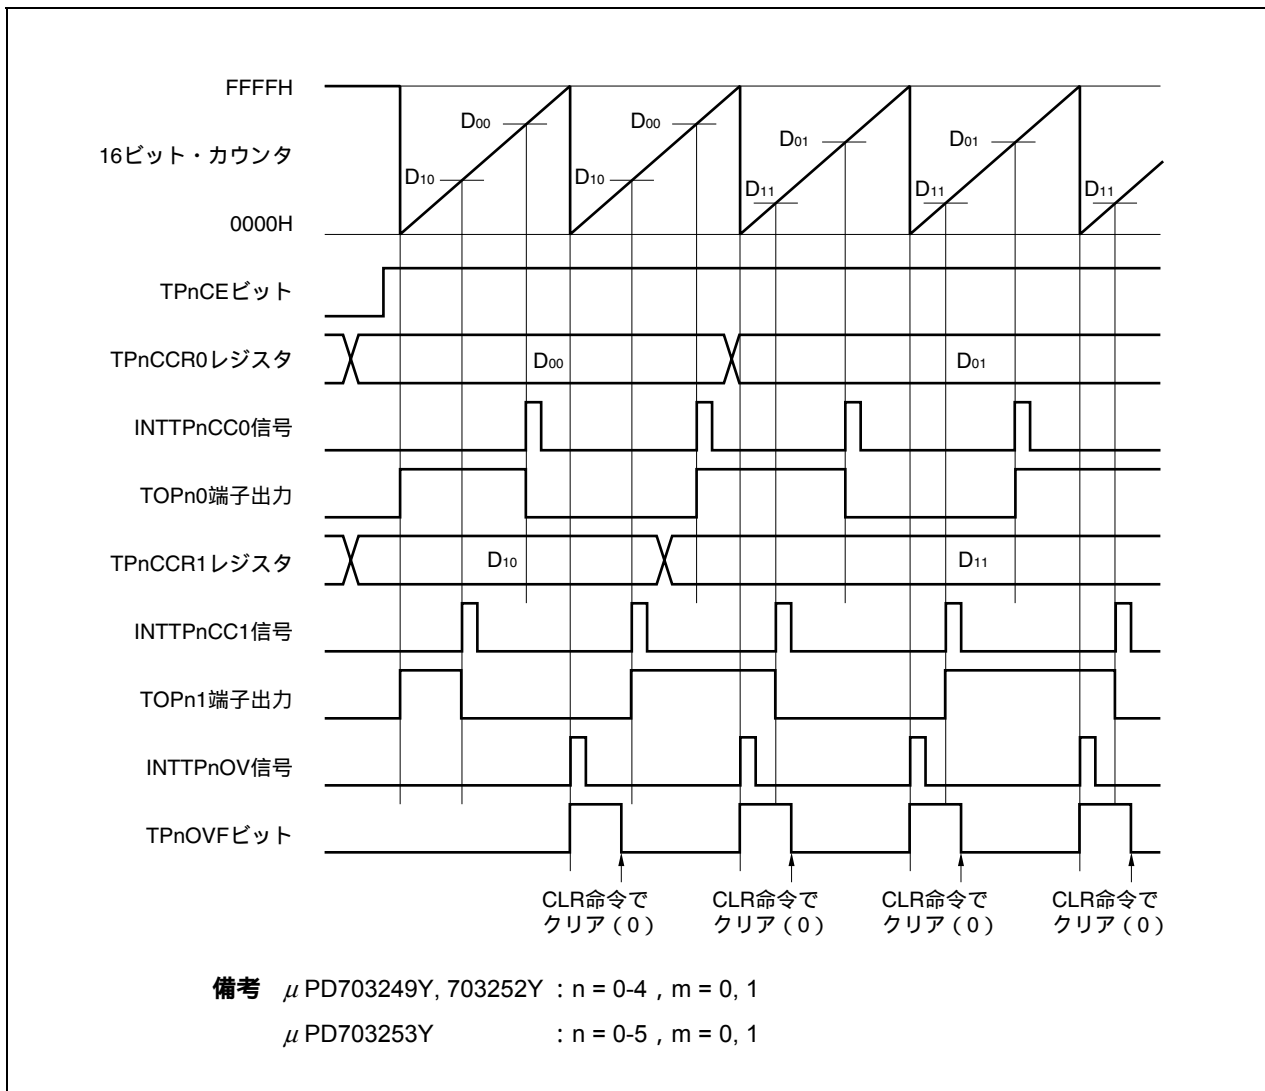 FFFFH
D00 D00 D01 D01
16ビット・カウンタ
D10 D10 D11 D11 D11
0000H
TPnCEビット
TPnCCR0レジスタ D00 D01
INTTPnCC0信号
TOPn0端子出力
TPnCCR1レジスタ D10 D11
INTTPnCC1信号
TOPn1端子出力
INTTPnOV信号
TPnOVFビット
CLR命令で CLR命令で CLR命令で CLR命令で
クリア(0) クリア(0) クリア(0) クリア(0)
備考 μ PD703249Y, 703252Y : n = 0-4 , m = 0, 1
μ PD703253Y : n = 0-5 , m = 0, 1